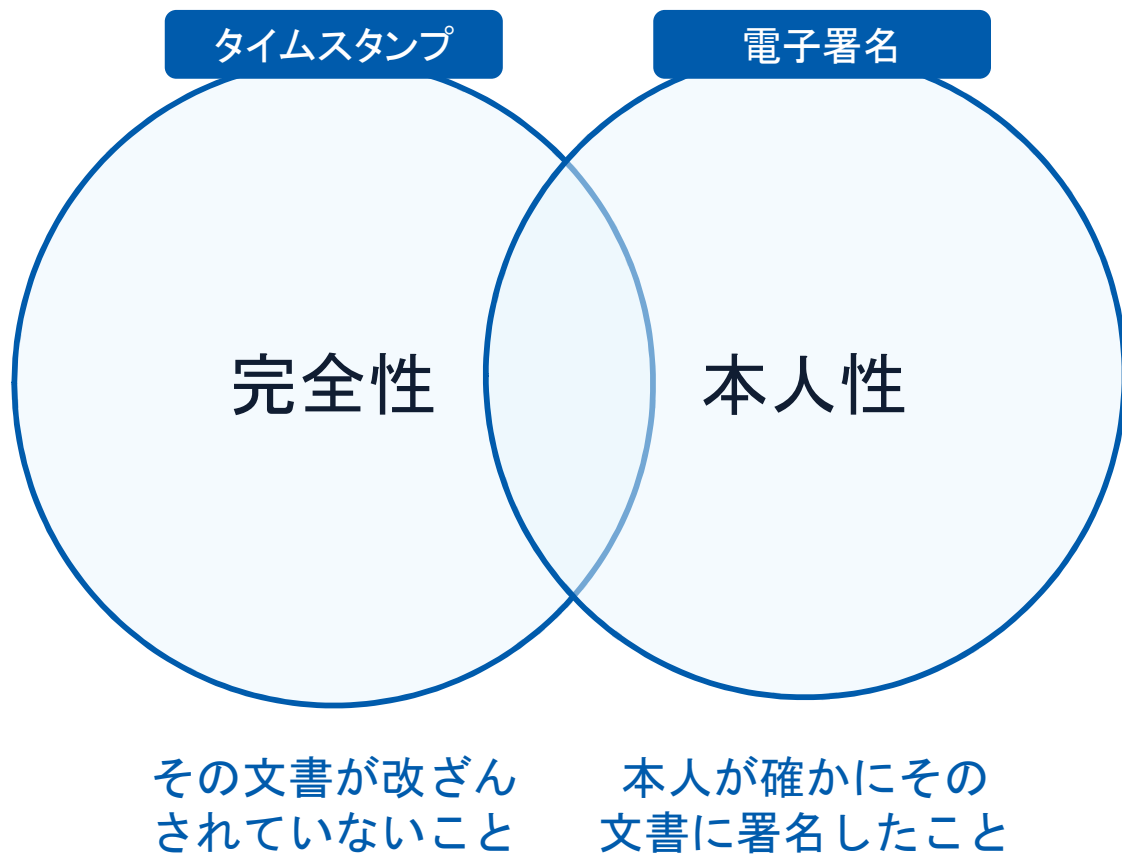 タイムスタンプ
電子署名
完全性
本人性
その文書が改ざん
されていないこと
本人が確かにその
文書に署名したこと